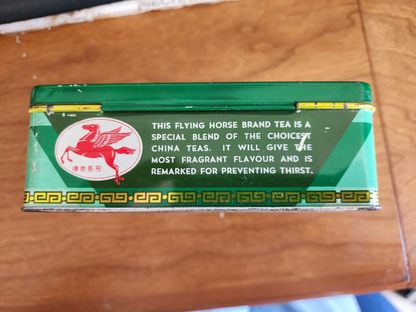 THIS FLYING HORSE BRAND TEA IS A
SPECIAL BLEND OF THE CHOICEST
CHINA TEAS. IT WILL GIVE THE
MOST FRAGRANT FLAVOUR AND IS
REMARKED FOR PREVENTING THIRST.